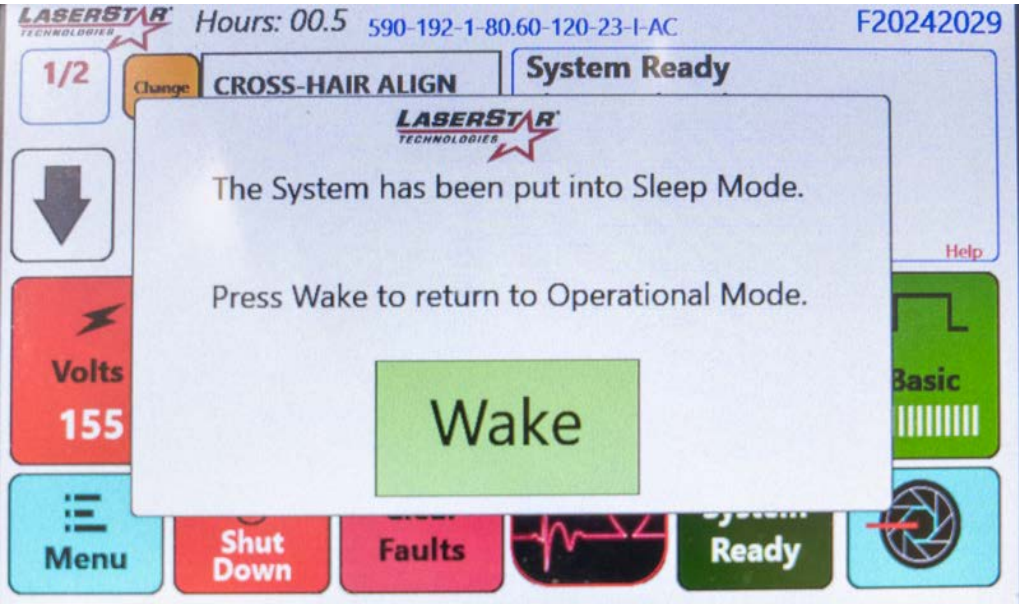 LASERSTAR
TECHNOLOGIES
Hours: 00.5
590-192-1-80.60-120-23-I-AC
F20242029
1/2
Change
CROSS-HAIR ALIGN
System Ready
LASERSTAR
TECHNOLOGIES
The System has been put into Sleep Mode.
Help
Press Wake to return to Operational Mode.
Volts
155
Basic
Wake
Menu
Shut
Down
Faults
System
Ready